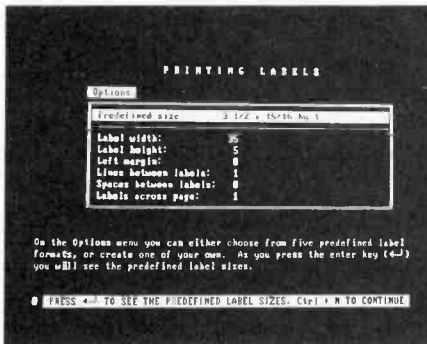 PRINTING LABELS
Options
Predefined size 3 1/2 x 15/16 by 1
Label width: 35
Label height: 5
Left margin: 0
Lines between labels: 1
Spaces between labels: 0
Labels across page: 1
On the Options menu you can either choose from five predefined label
formats, or create one of your own. As you press the enter key (←┘)
you will see the predefined label sizes.
PRESS ←┘ TO SEE THE PREDEFINED LABEL SIZES. Ctrl + N TO CONTINUE